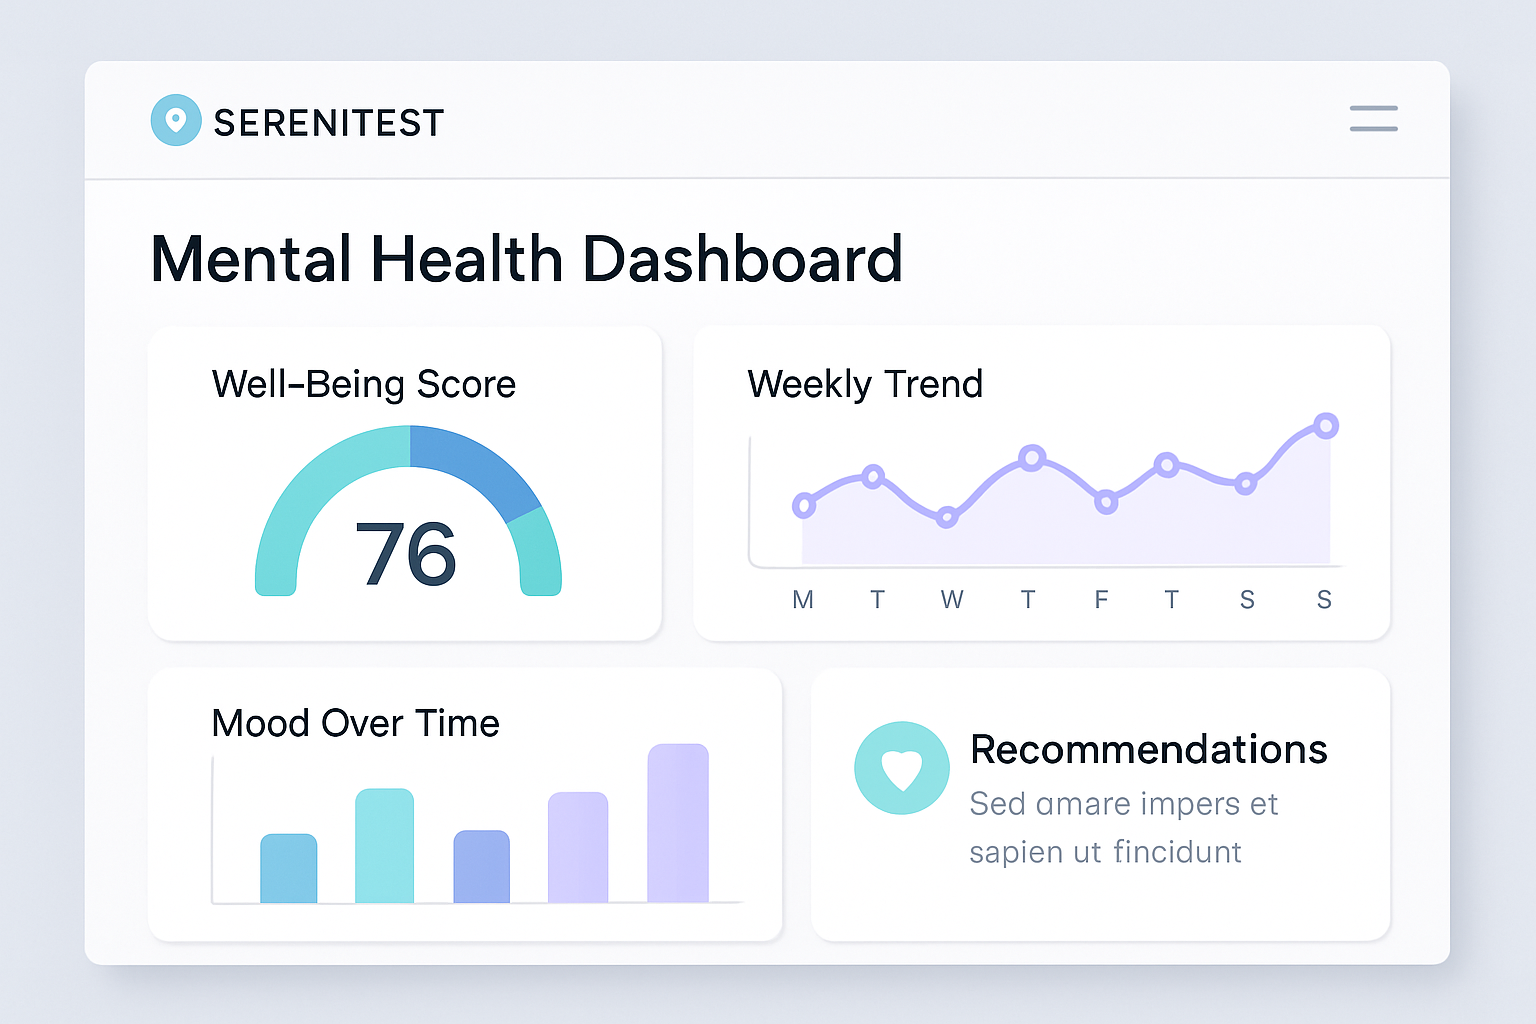 SERENITEST
Mental Health Dashboard
Well-Being Score
76
Weekly Trend
M T W T F T S S
Mood Over Time
Recommendations
Sed amare impers et
sapien ut fincidunt